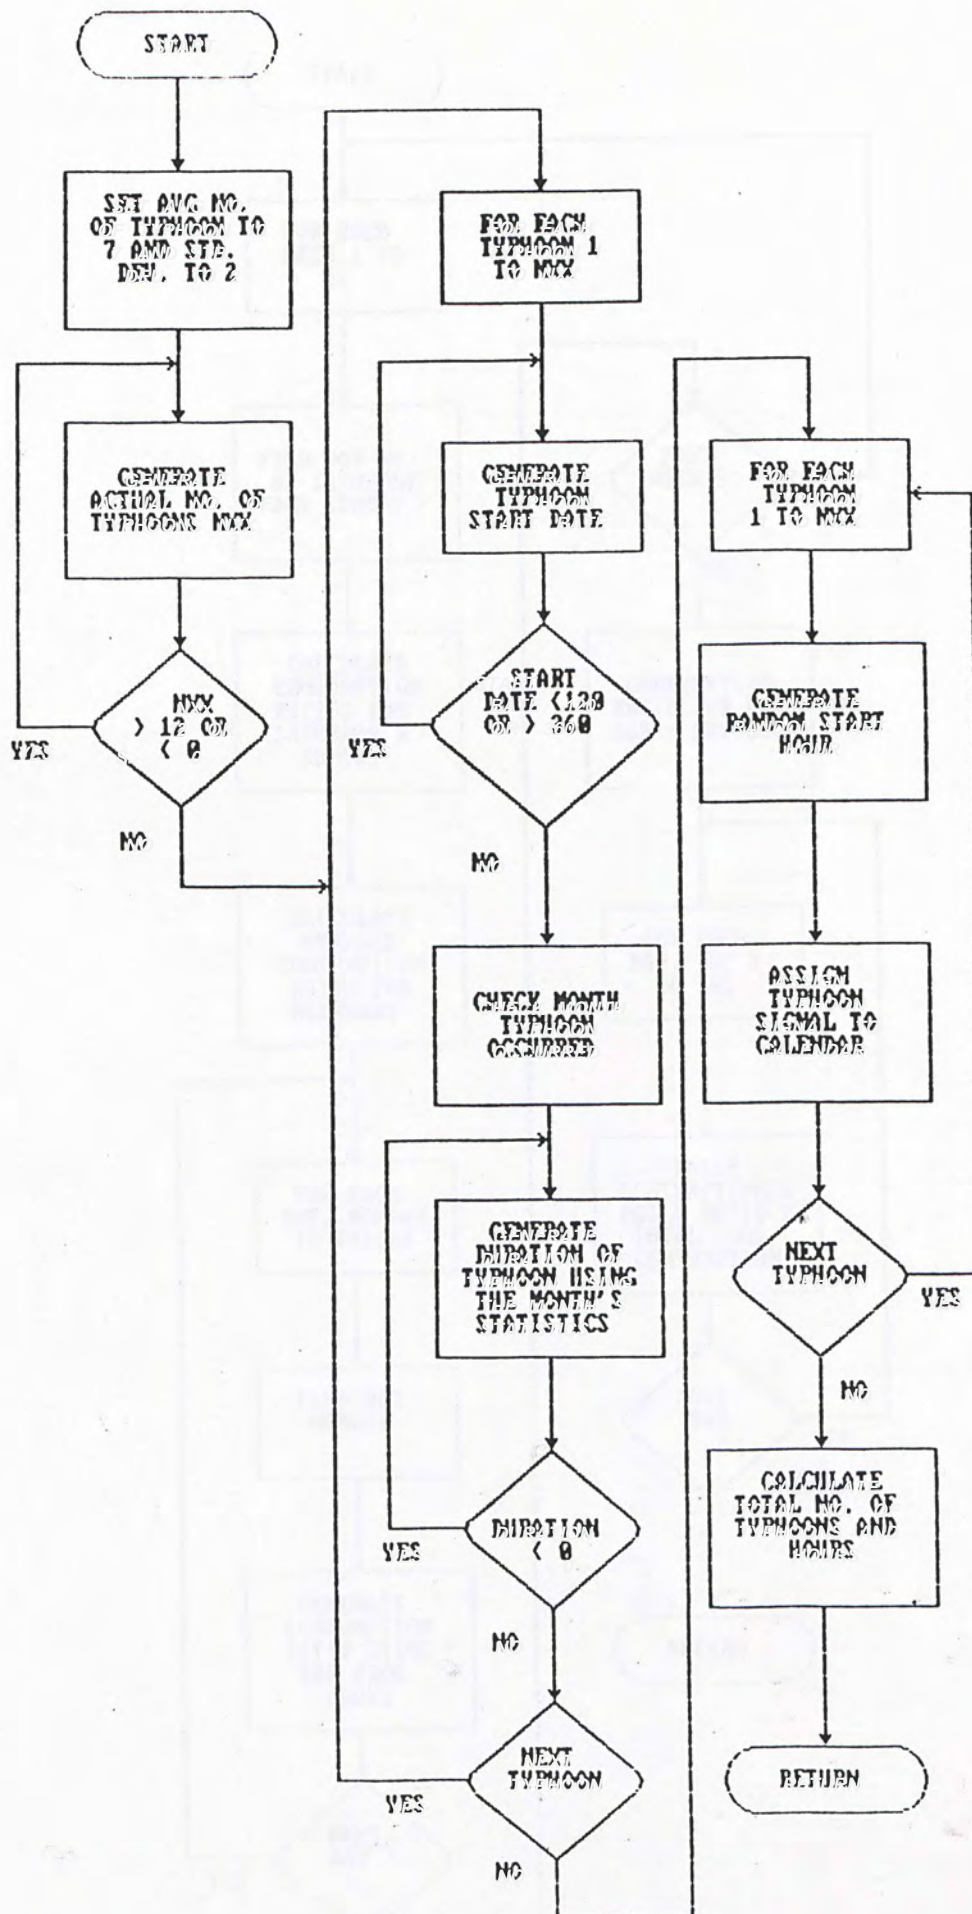 START
SET AVG NO.
OF TYPHOON TO
7 AND STD.
DEV. TO 2
GENERATE
ACTUAL NO. OF
TYPHOONS NXX
NXX
> 12 OR
< 0
YES
NO
FOR EACH
TYPHOON 1
TO NXX
GENERATE
TYPHOON
START DATE
START
DATE <120
OR > 360
YES
NO
CHECK MONTH
TYPHOON
OCCURRED
GENERATE
DURATION OF
TYPHOON USING
THE MONTH'S
STATISTICS
DURATION
< 0
YES
NO
NEXT
TYPHOON
YES
NO
FOR EACH
TYPHOON
1 TO NXX
GENERATE
RANDOM START
HOUR
ASSIGN
TYPHOON
SIGNAL TO
CALENDAR
NEXT
TYPHOON
YES
NO
CALCULATE
TOTAL NO. OF
TYPHOONS AND
HOURS
RETURN